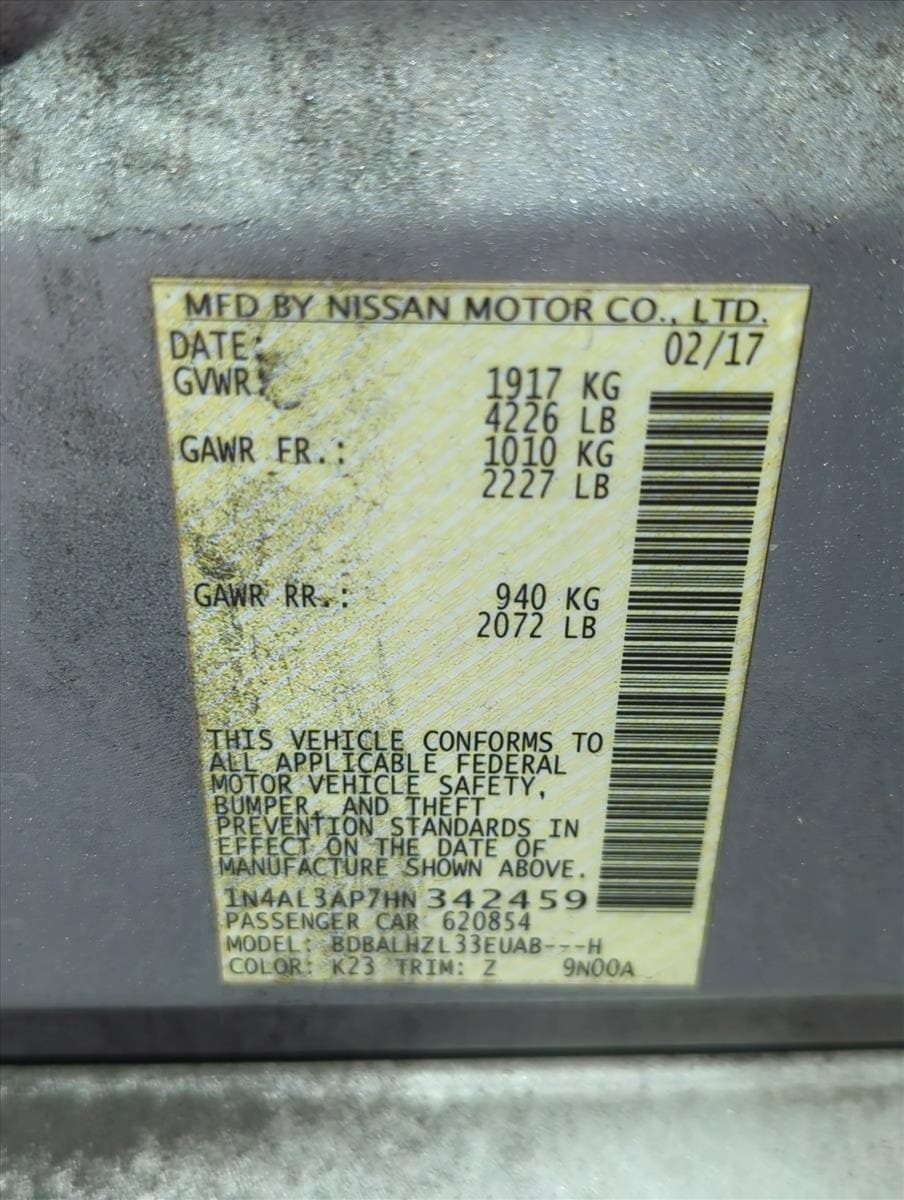 MFD BY NISSAN MOTOR CO., LTD.
DATE: 02/17
GVWR: 1917 KG
4226 LB
GAWR FR.: 1010 KG
2227 LB
GAWR RR.: 940 KG
2072 LB
THIS VEHICLE CONFORMS TO
ALL APPLICABLE FEDERAL
MOTOR VEHICLE SAFETY,
BUMPER, AND THEFT
PREVENTION STANDARDS IN
EFFECT ON THE DATE OF
MANUFACTURE SHOWN ABOVE.
1N4AL3AP7HN 342459
PASSENGER CAR 620854
MODEL: BDBALHZL33EUAB---H
COLOR: K23 TRIM: Z 9N00A